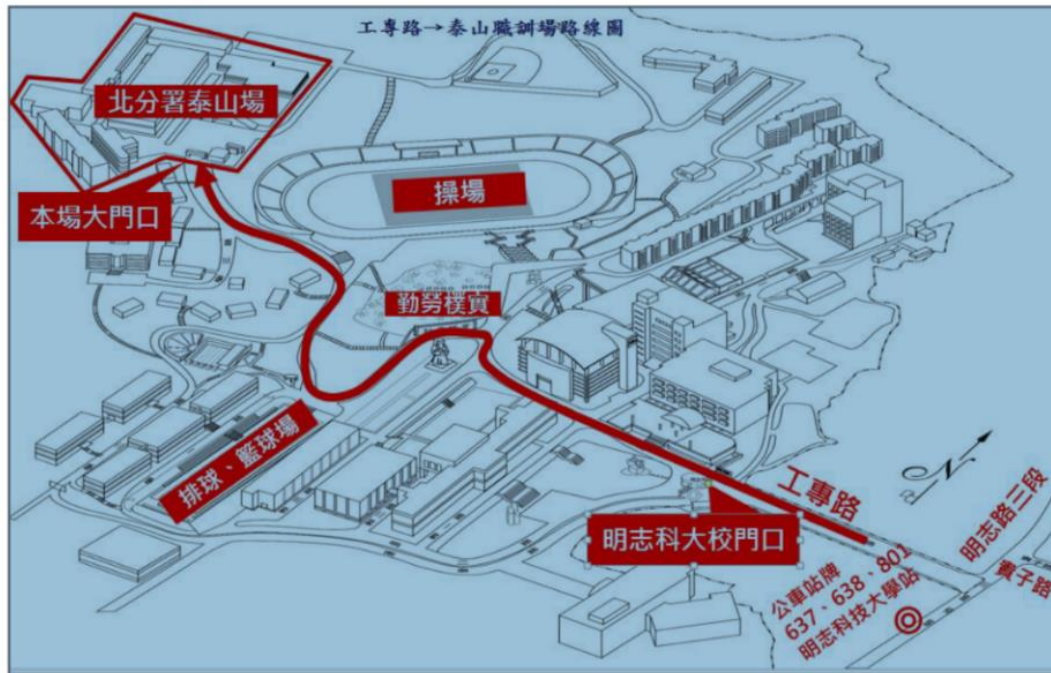 工專路→泰山職訓場路線圖
北分署泰山場
操場
本場大門口
勤勞樸實
排球、籃球場
工專路
明志科大校門口
明志路三段
貴子路
公車站牌
637、638、801
明志科技大學站
N